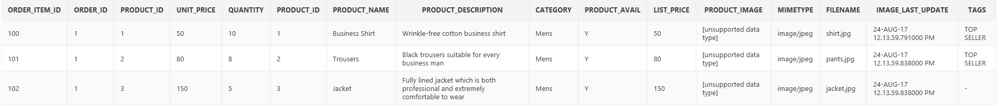 ORDER_ITEM_ID ORDER_ID PRODUCT_ID UNIT_PRICE QUANTITY PRODUCT_ID PRODUCT_NAME PRODUCT_DESCRIPTION CATEGORY PRODUCT_AVAIL LIST_PRICE PRODUCT_IMAGE MIMETYPE FILENAME IMAGE_LAST_UPDATE TAGS
100 1 1 50 10 1 Business Shirt Wrinkle-free cotton business shirt Mens Y 50 [unsupported data image/jpeg shirt.jpg 24-AUG-17 TOP
type] 12.13.59.791000 PM SELLER
101 1 2 80 8 2 Trousers Black trousers suitable for every Mens Y 80 [unsupported data image/jpeg pants.jpg 24-AUG-17 TOP
business man type] 12.13.59.838000 PM SELLER
102 1 3 150 5 3 Jacket Fully lined jacket which is both Mens Y 150 [unsupported data image/jpeg jacket.jpg 24-AUG-17 -
professional and extremely type] 12.13.59.838000 PM
comfortable to wear